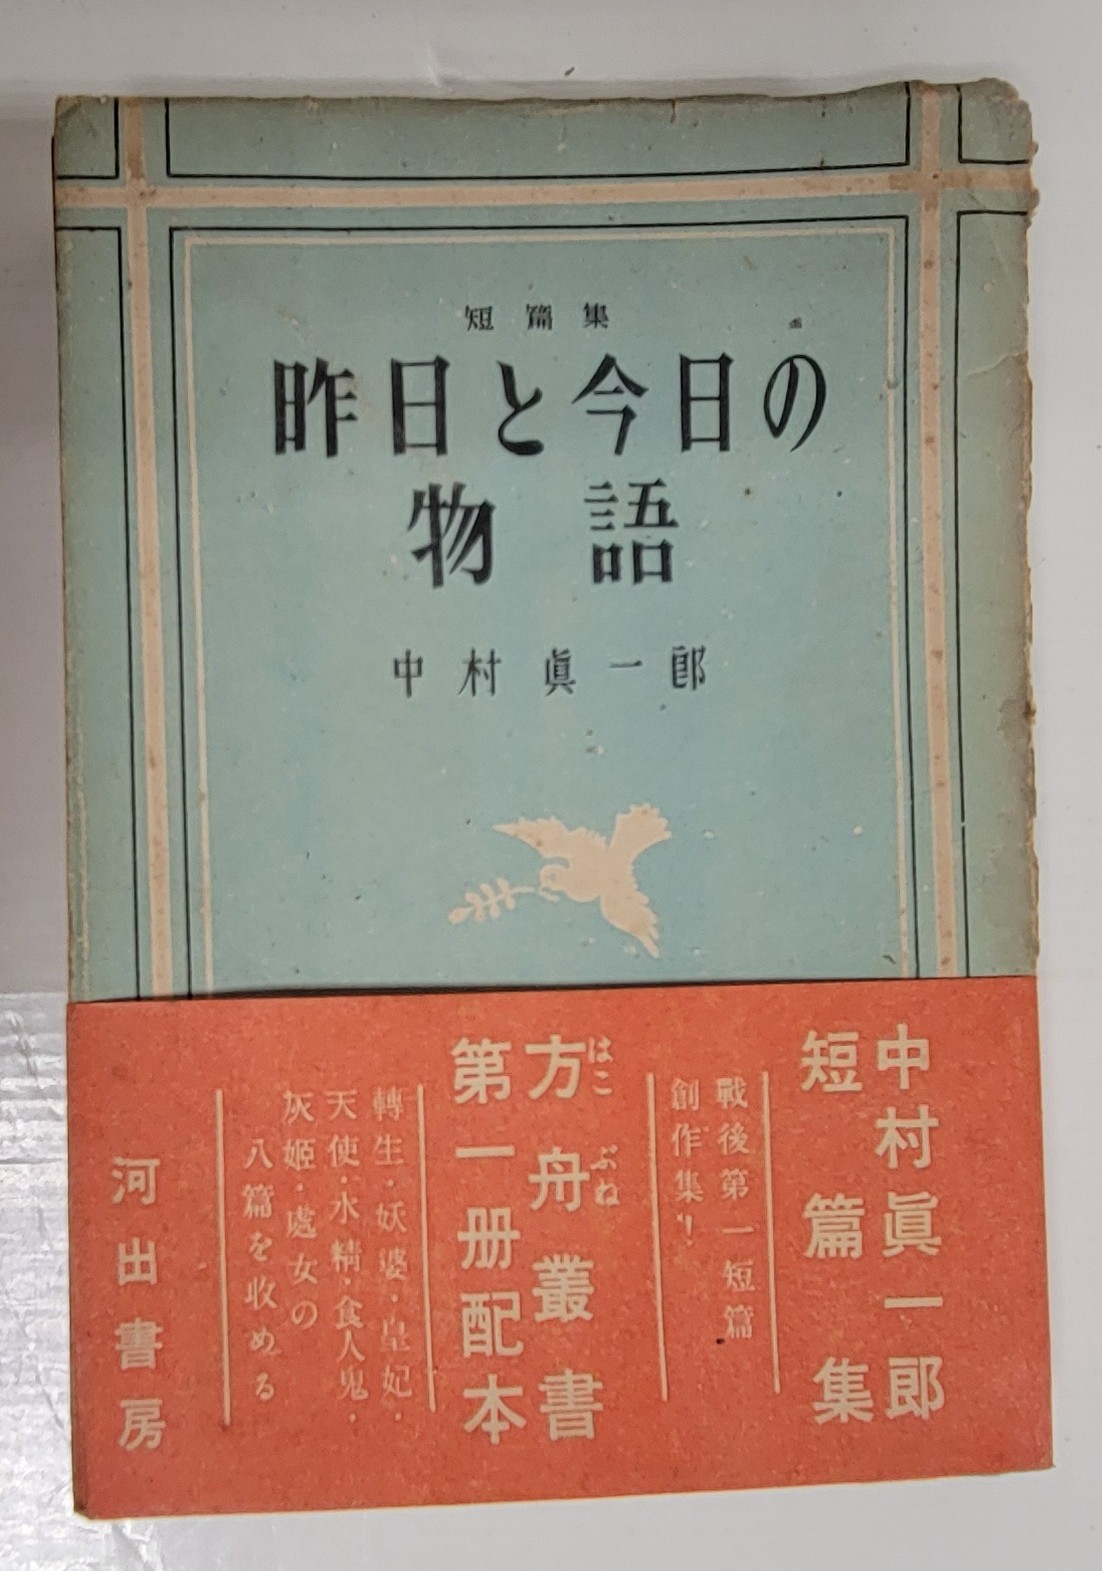 短篇集
昨日と今日の
物語
中村眞一郎
中村眞一郎
短篇集
戰後第一短篇
創作集!
方舟叢書
はこぶね
第一册配本
轉生・妖婆・皇妃・
天使・水精・食人鬼・
灰姫・處女の
八篇を收める
河出書房